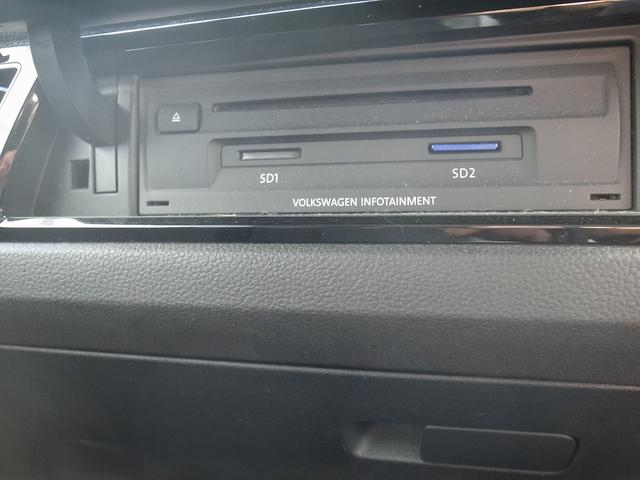 SD1 SD2
VOLKSWAGEN INFOTAINMENT